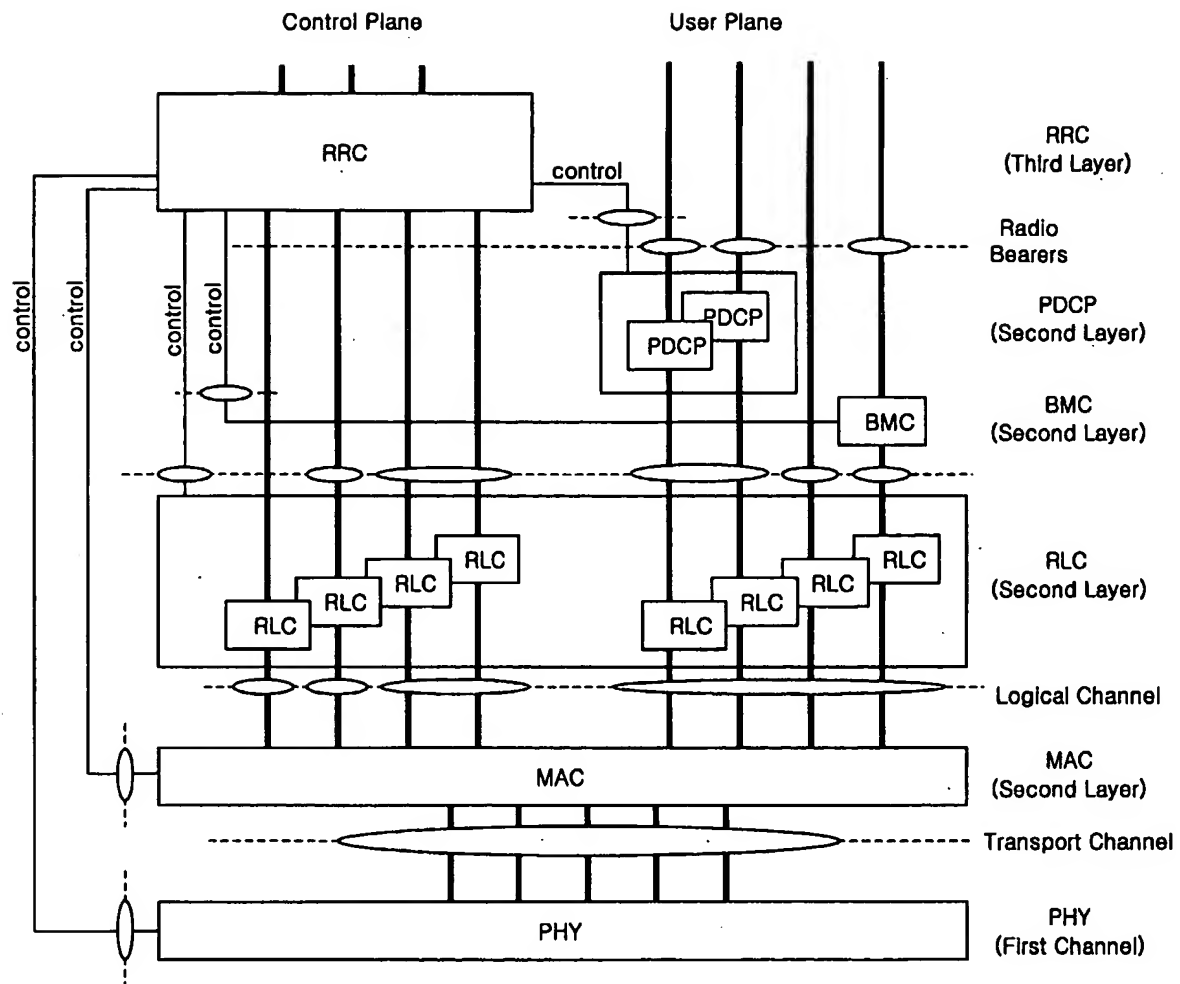 Control Plane
User Plane
RRC
RRC
(Third Layer)
control
Radio
Bearers
control
control
control
control
PDCP
PDCP
PDCP
(Second Layer)
BMC
BMC
(Second Layer)
RLC
RLC
RLC
RLC
RLC
RLC
RLC
RLC
RLC
(Second Layer)
Logical Channel
MAC
MAC
(Second Layer)
Transport Channel
PHY
PHY
(First Channel)